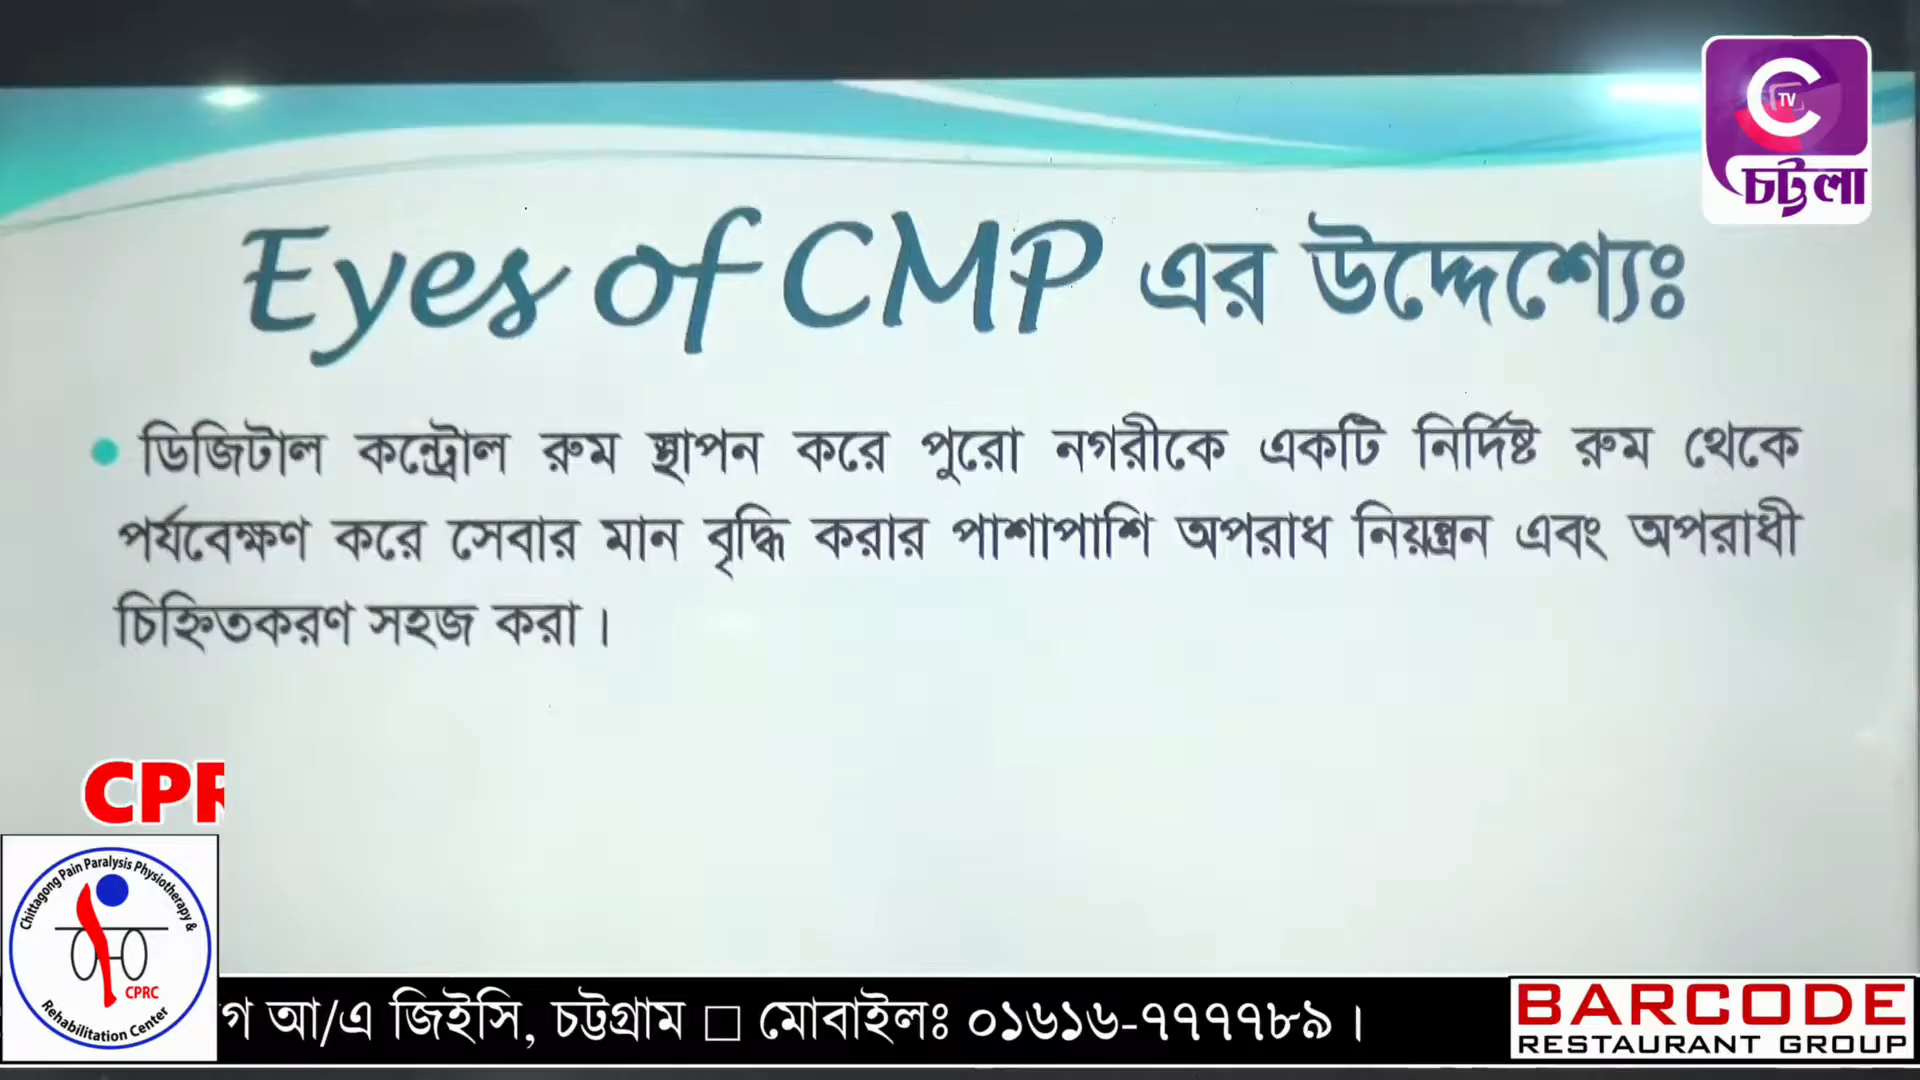 TV
চট্টলা
Eyes of CMP এর উদ্দেশ্যেঃ
ডিজিটাল কন্ট্রোল রুম স্থাপন করে পুরো নগরীকে একটি নির্দিষ্ট রুম থেকে
পর্যবেক্ষণ করে সেবার মান বৃদ্ধি করার পাশাপাশি অপরাধ নিয়ন্ত্রন এবং অপরাধী
চিহ্নিতকরণ সহজ করা।
Chittagong Pain Paralysis Physiotherapy &
CPRC
Rehabilitation Center
আ/এ জিইসি, চট্টগ্রাম □ মোবাইলঃ ০১৬১৬-৭৭৭৭৮৯।
BARCODE
RESTAURANT GROUP